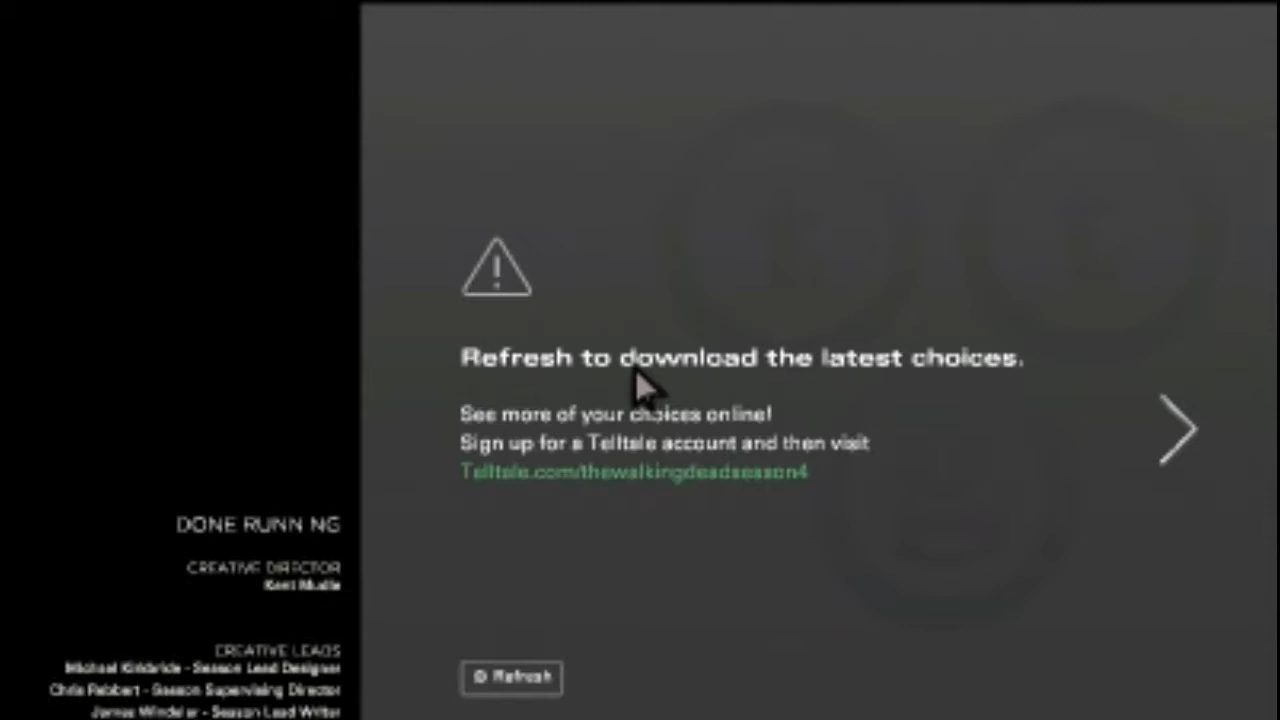 Refresh to download the latest choices.
See more of your choices online!
Sign up for a Telltale account and then visit
Telltale.com/thewalkingdeadseason4
Refresh
DONE RUNNING
CREATIVE DIRECTOR
Kent Mudle
CREATIVE LEADS
Michael Kirkbride - Season Lead Designer
Chris Rebbert - Season Supervising Director
James Windeler - Season Lead Writer